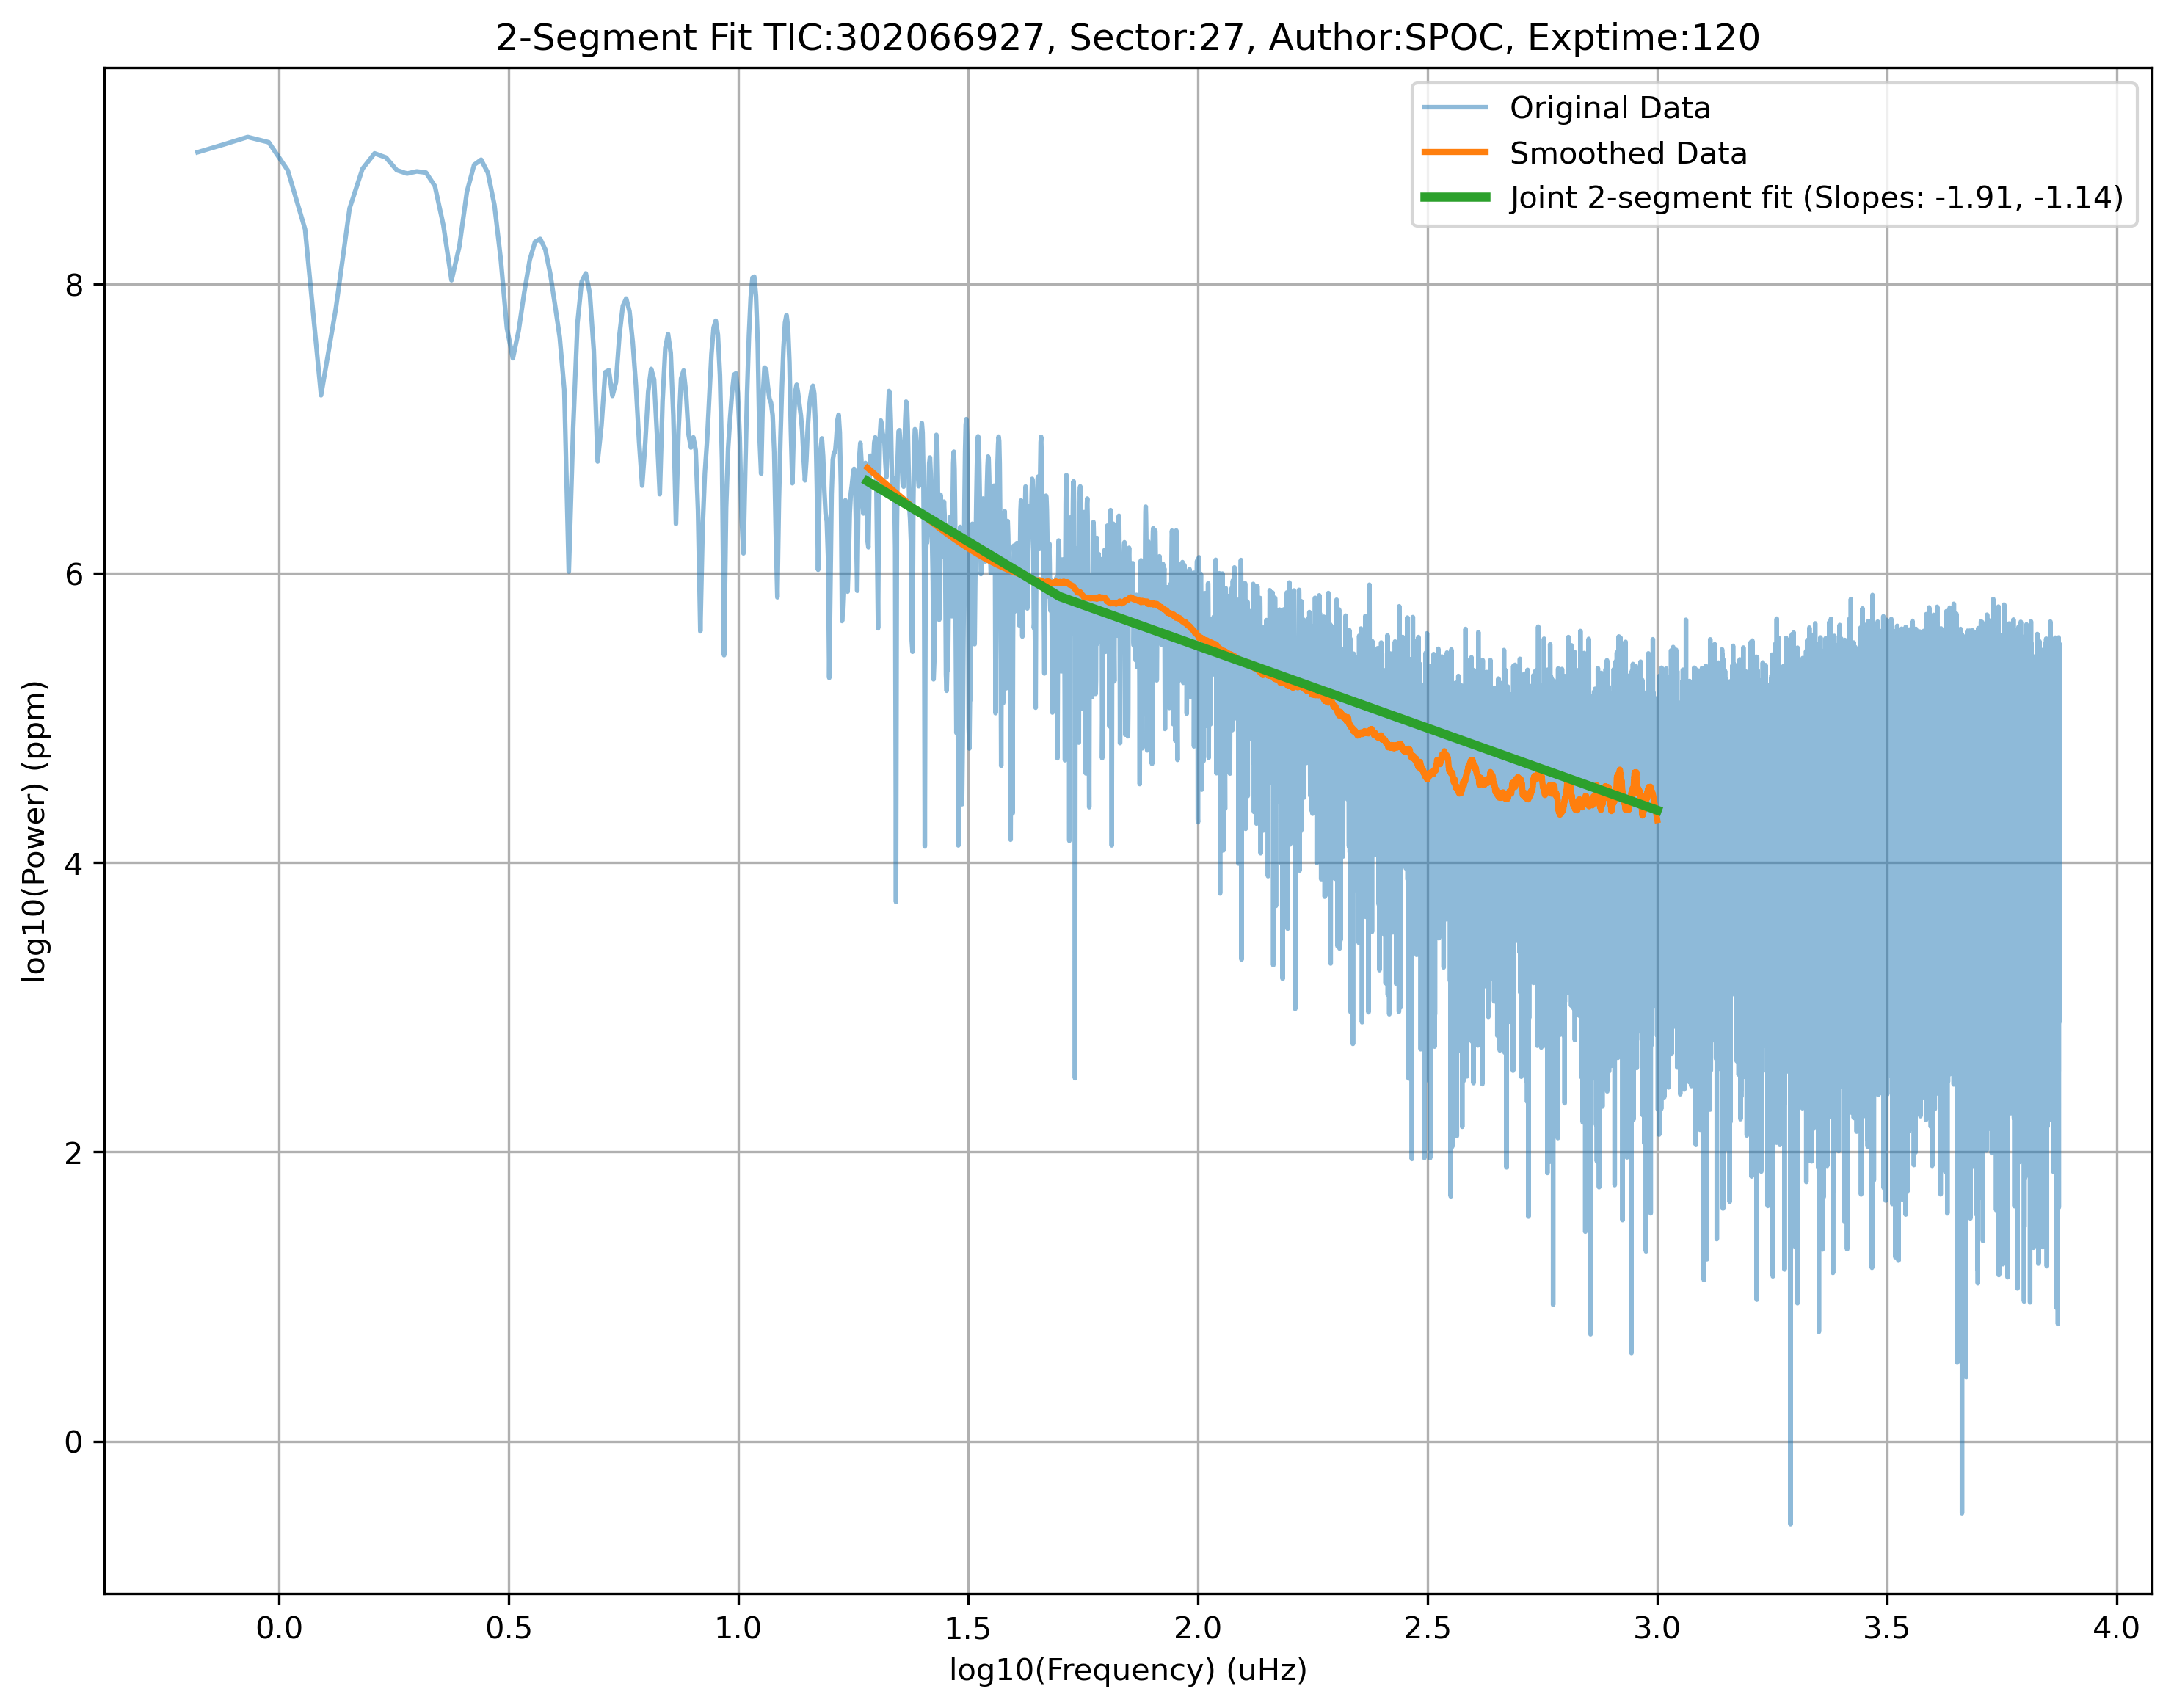 2-Segment Fit TIC:302066927, Sector:27, Author:SPOC, Exptime:120
Original Data
Smoothed Data
Joint 2-segment fit (Slopes: -1.91, -1.14)
log10(Power) (ppm)
8
6
4
2
0
0.0 0.5 1.0 1.5 2.0 2.5 3.0 3.5 4.0
log10(Frequency) (uHz)